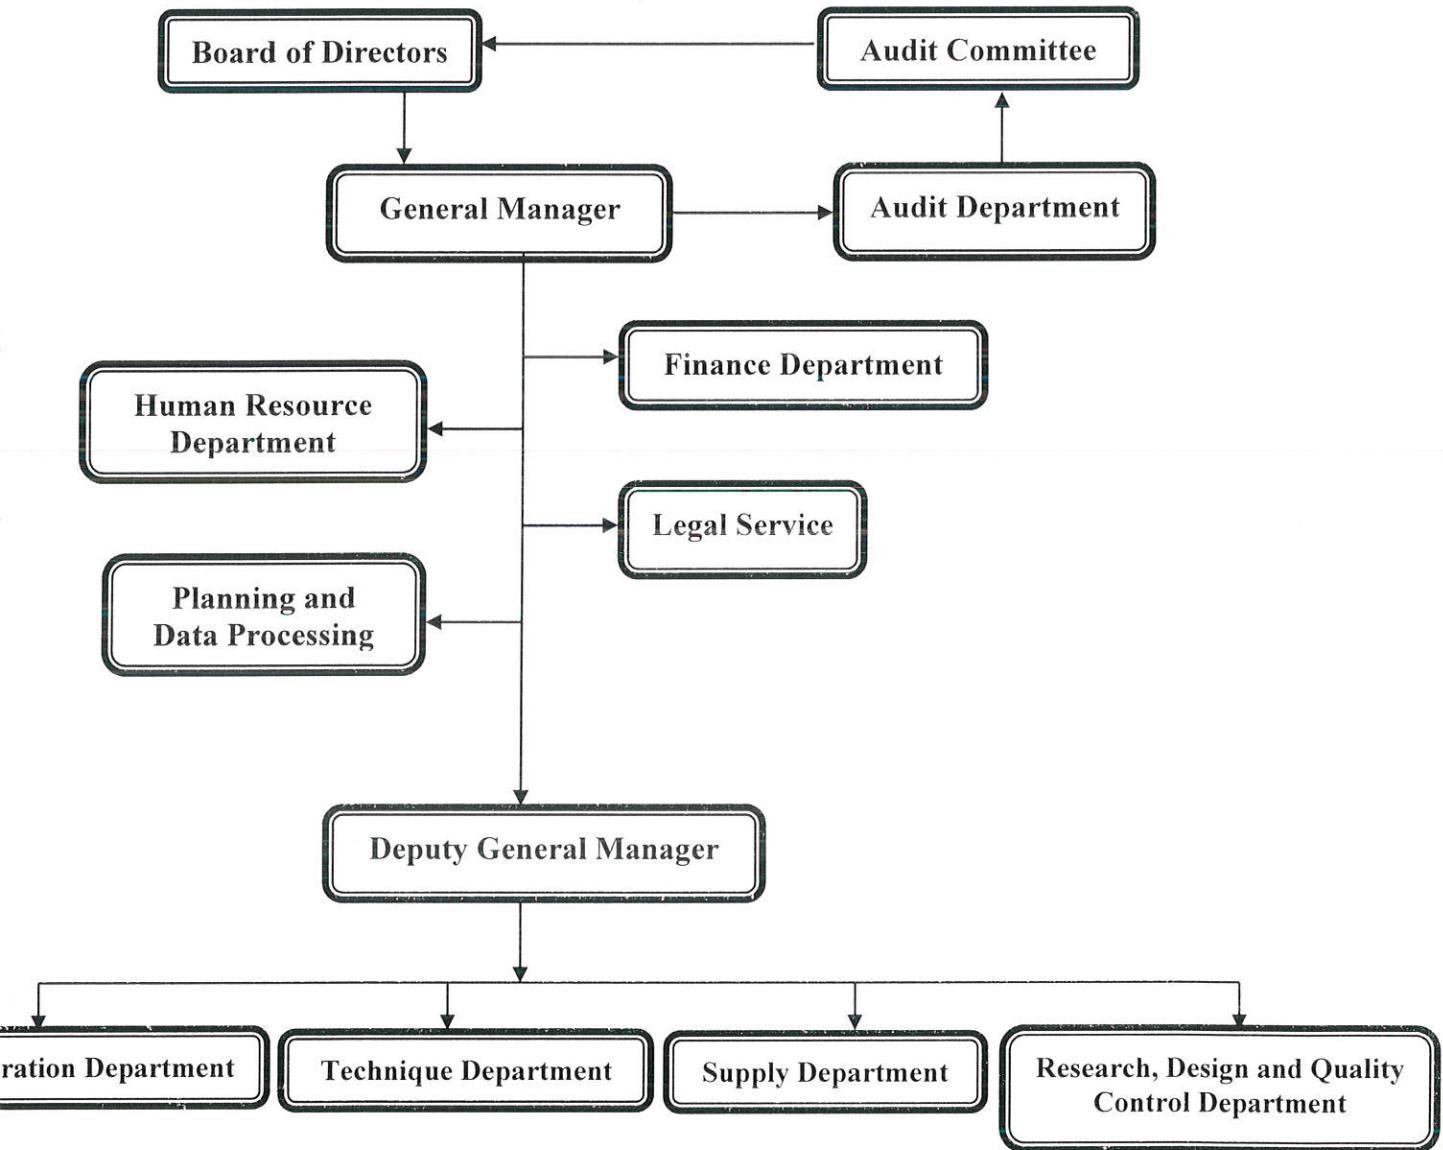 Board of Directors
Audit Committee
General Manager
Audit Department
Finance Department
Human Resource
Department
Legal Service
Planning and
Data Processing
Deputy General Manager
Department
Technique Department
Supply Department
Research, Design and Quality
Control Department